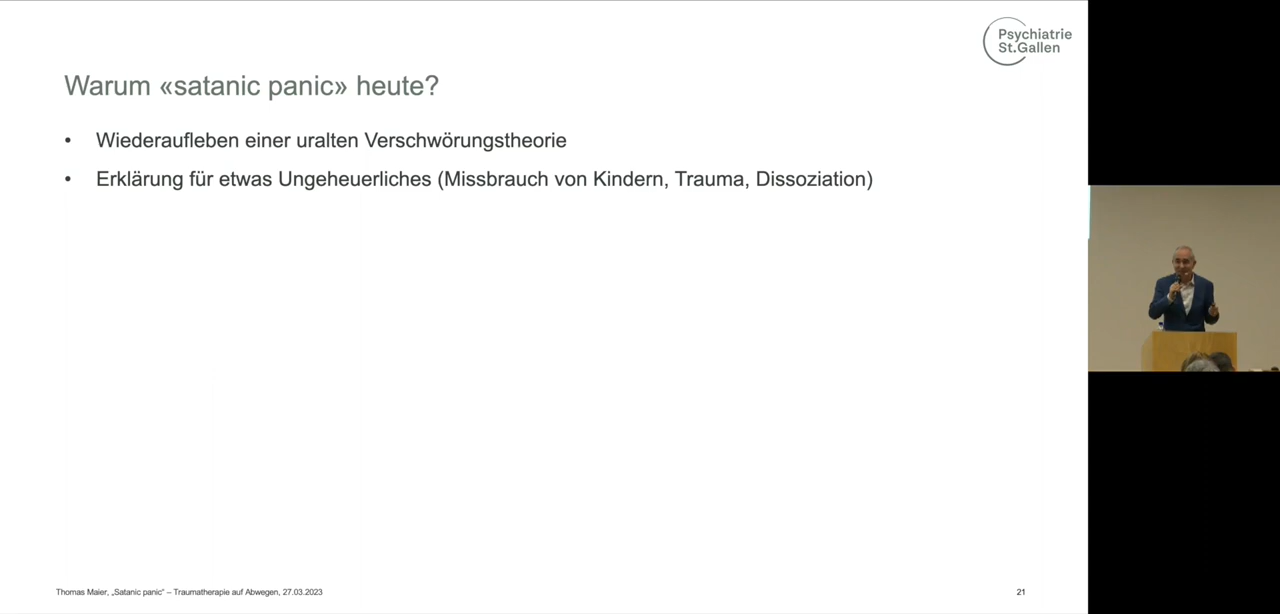 Psychiatrie
St.Gallen
Warum «satanic panic» heute?
• Wiederaufleben einer uralten Verschwörungstheorie
• Erklärung für etwas Ungeheuerliches (Missbrauch von Kindern, Trauma, Dissoziation)
Thomas Maier, „Satanic panic“ – Traumatherapie auf Abwegen, 27.03.2023
21